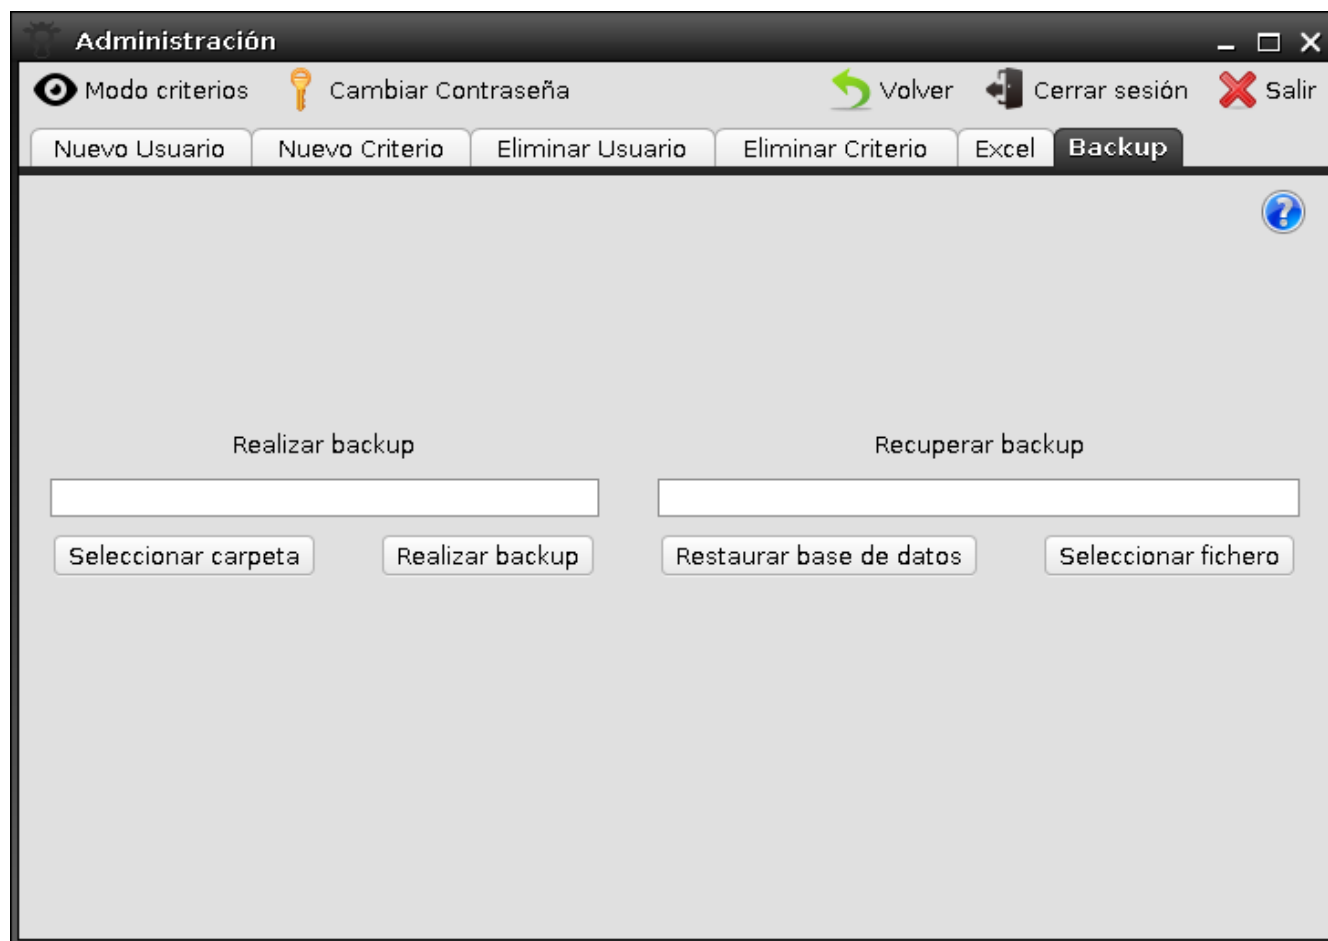 Administración
Modo criterios Cambiar Contraseña Volver Cerrar sesión Salir
Nuevo Usuario Nuevo Criterio Eliminar Usuario Eliminar Criterio Excel Backup
?
Realizar backup Recuperar backup
Seleccionar carpeta Realizar backup Restaurar base de datos Seleccionar fichero